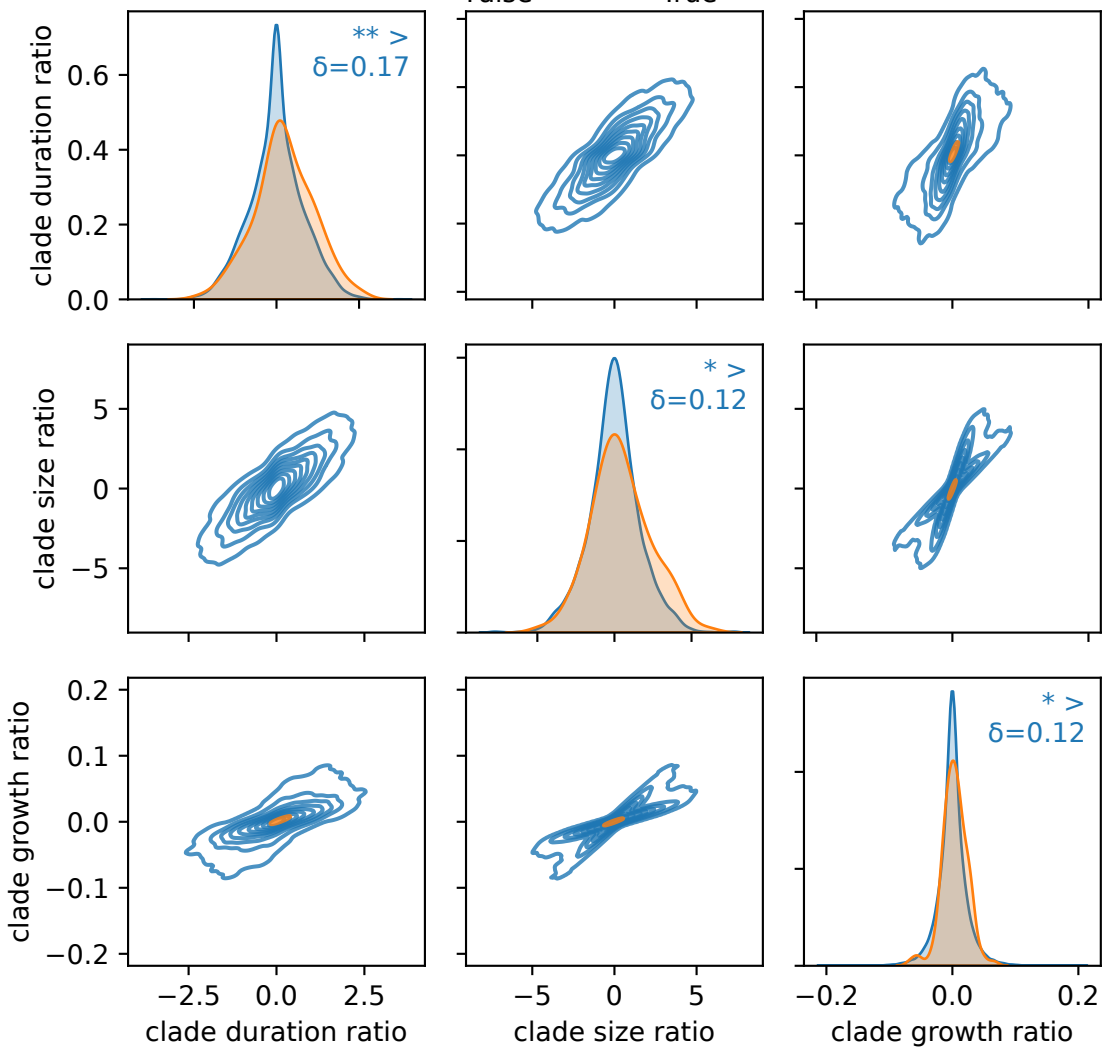 ** >
δ=0.17
clade duration ratio
0.6
0.4
0.2
0.0
* >
δ=0.12
clade size ratio
5
0
−5
* >
δ=0.12
clade growth ratio
0.2
0.1
0.0
−0.1
−0.2
−2.5 0.0 2.5 −5 0 5 −0.2 0.0 0.2
clade duration ratio clade size ratio clade growth ratio